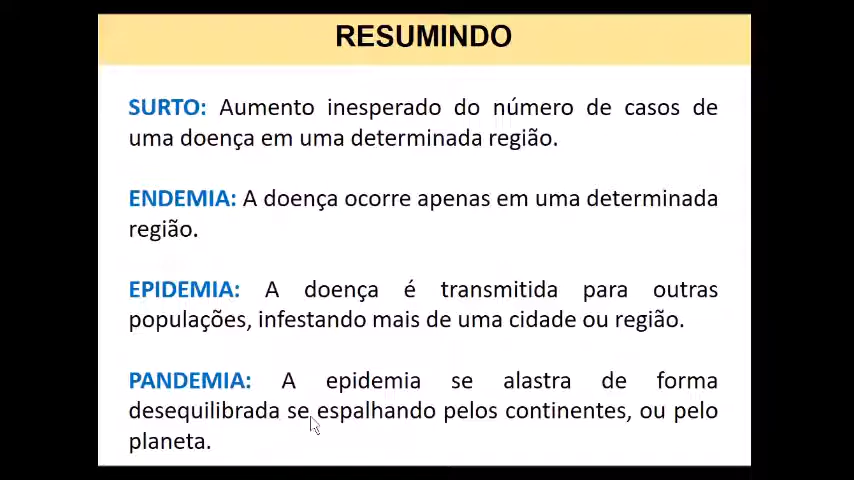 RESUMINDO
SURTO: Aumento inesperado do número de casos de
uma doença em uma determinada região.
ENDEMIA: A doença ocorre apenas em uma determinada
região.
EPIDEMIA: A doença é transmitida para outras
populações, infestando mais de uma cidade ou região.
PANDEMIA: A epidemia se alastra de forma
desequilibrada se espalhando pelos continentes, ou pelo
planeta.